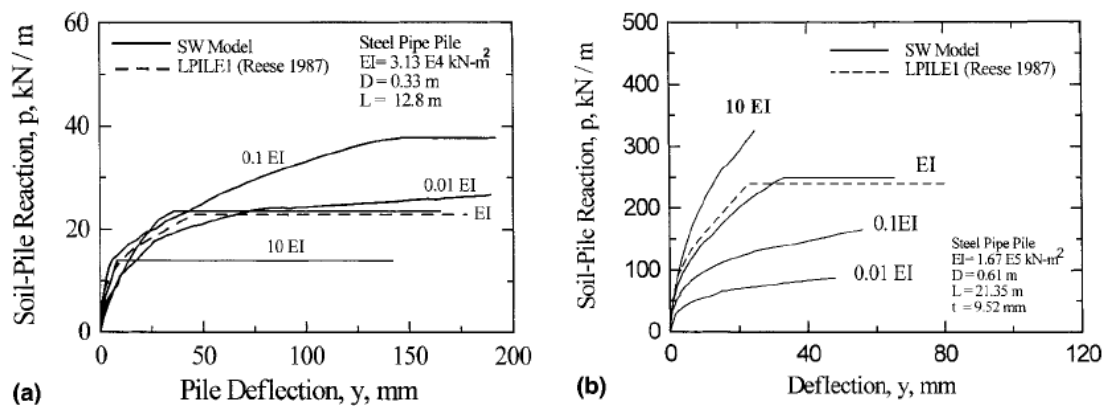 60
40
20
0
0
50
100
150
200
Soil-Pile Reaction, p, kN / m
Pile Deflection, y, mm
SW Model
LPILE1 (Reese 1987)
Steel Pipe Pile
EI= 3.13 E4 kN-m²
D = 0.33 m
L = 12.8 m
0.1 EI
0.01 EI
EI
10 EI
(a)
500
400
300
200
100
0
0
40
80
120
Soil-Pile Reaction, p, kN / m
Deflection, y, mm
SW Model
LPILE1 (Reese 1987)
10 EI
EI
0.1EI
0.01 EI
Steel Pipe Pile
EI= 1.67 E5 kN-m²
D = 0.61 m
L = 21.35 m
t = 9.52 mm
(b)